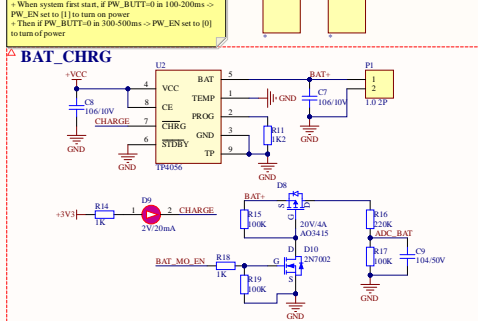 + When system first start, if PW_BUTT=0 in 100-200ms ->
PW_EN set to [1] to turn on power
+ Then if PW_BUTT=0 in 300-500ms -> PW_EN set to [0]
to turn of power
*
*
BAT_CHRG
+VCC
U2
BAT+
P1
4
VCC
BAT
5
1
2
C8
106/10V
8
CE
TEMP
1
GND
C7
106/10V
1.0 2P
CHARGE
7
CHRG
PROG
2
GND
GND
6
STDBY
GND
3
R11
1K2
GND
TP
9
TP4056
GND
D8
BAT+
S
D
G
+3V3
R14
1K
1
D9
2
CHARGE
2V/20mA
R15
100K
20V/4A
AO3415
R16
220K
ADC_BAT
D
D10
2N7002
BAT_MO_EN
R18
1K
G
S
R17
100K
C9
104/50V
R19
100K
GND
GND